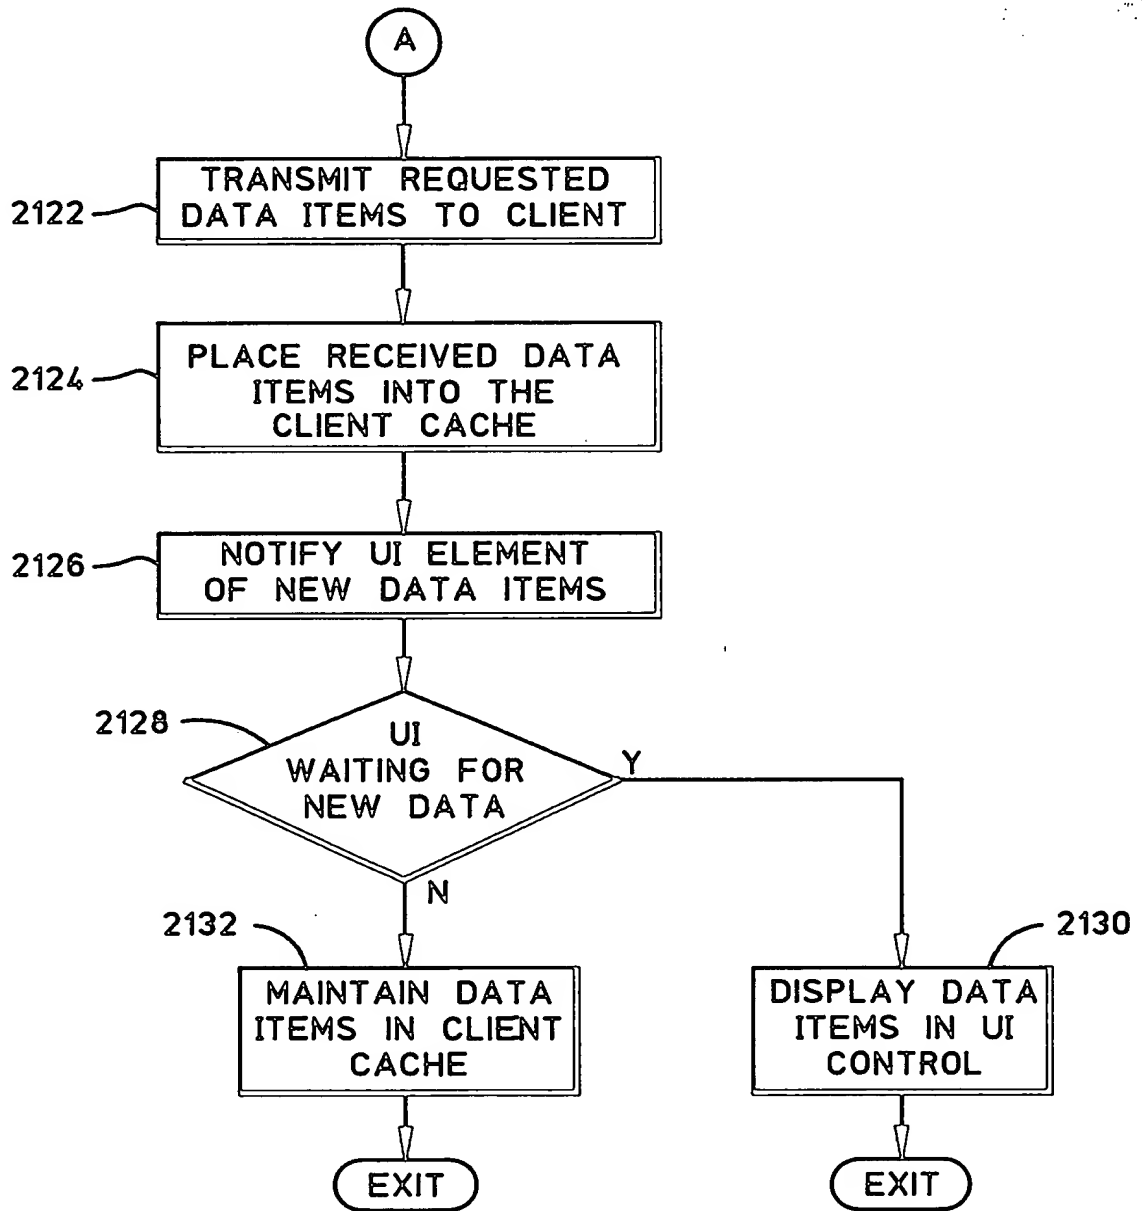 A
2122
TRANSMIT REQUESTED
DATA ITEMS TO CLIENT
2124
PLACE RECEIVED DATA
ITEMS INTO THE
CLIENT CACHE
2126
NOTIFY UI ELEMENT
OF NEW DATA ITEMS
2128
UI
WAITING FOR
NEW DATA
Y
N
2132
MAINTAIN DATA
ITEMS IN CLIENT
CACHE
EXIT
2130
DISPLAY DATA
ITEMS IN UI
CONTROL
EXIT